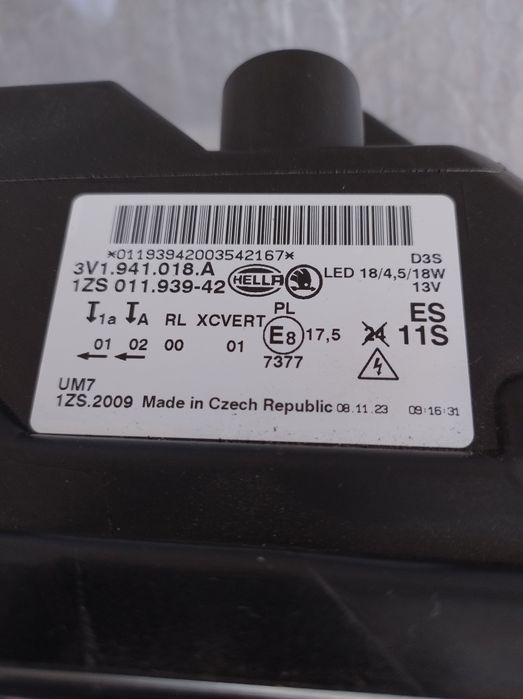 *01193942003542167*
3V1.941.018.A
1ZS 011.939-42
HELLA
D3S
LED 18/4,5/18W
13V
1a A RL XCVERT PL
01 02 00 01
E8 17,5
7377
24
ES
11S
UM7
1ZS.2009 Made in Czech Republic 08.11.23 09:16:31